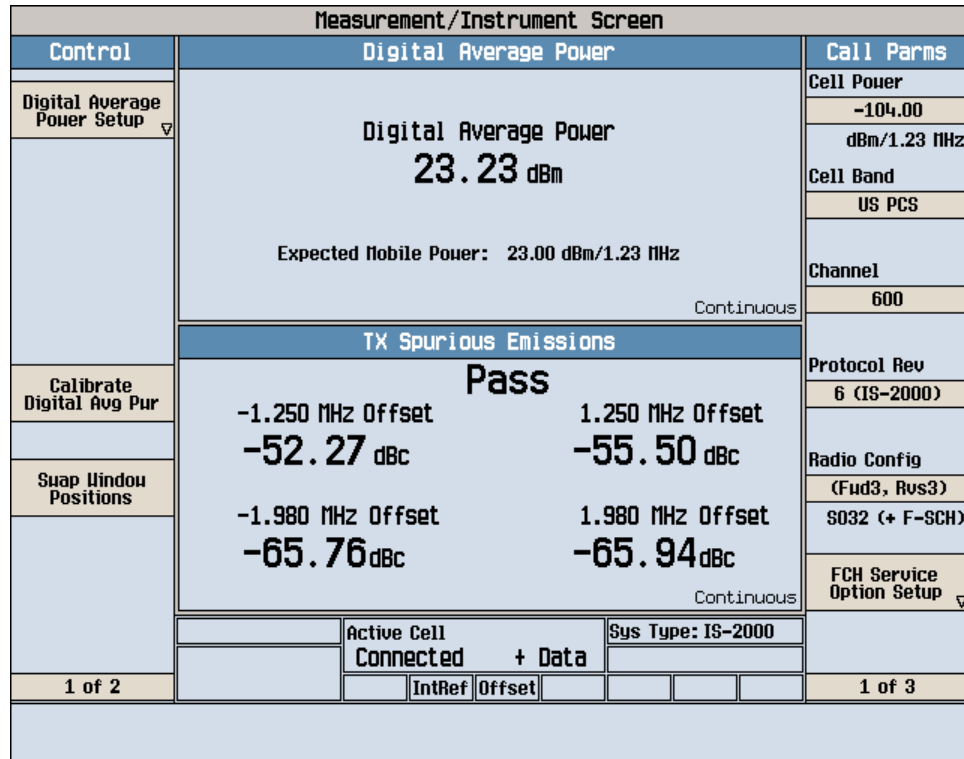 Measurement/Instrument Screen
Control
Digital Average
Power Setup
Calibrate
Digital Avg Pwr
Swap Window
Positions
1 of 2
Digital Average Power
Digital Average Power
23.23 dBm
Expected Mobile Power: 23.00 dBm/1.23 MHz
Continuous
TX Spurious Emissions
Pass
-1.250 MHz Offset 1.250 MHz Offset
-52.27 dBc -55.50 dBc
-1.980 MHz Offset 1.980 MHz Offset
-65.76 dBc -65.94 dBc
Continuous
Active Cell
Connected + Data
Sys Type: IS-2000
IntRef Offset
Call Parms
Cell Power
-104.00
dBm/1.23 MHz
Cell Band
US PCS
Channel
600
Protocol Rev
6 (IS-2000)
Radio Config
(Fwd3, Rvs3)
SO32 (+ F-SCH)
FCH Service
Option Setup
1 of 3